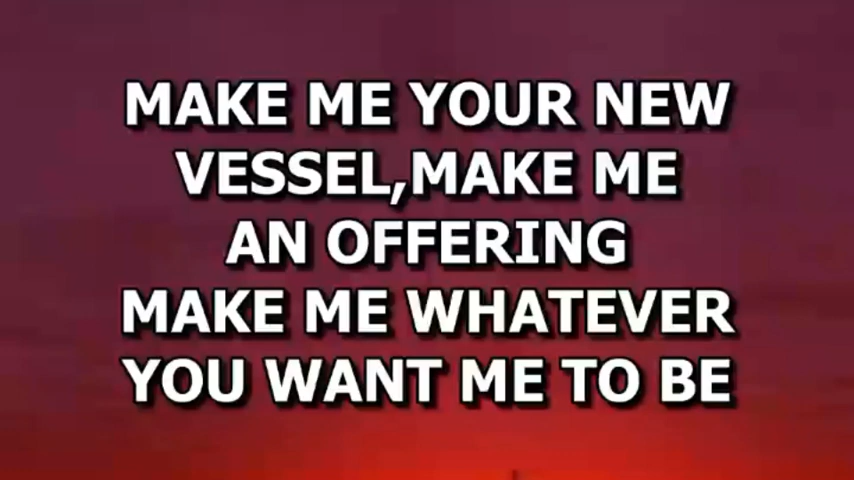 MAKE ME YOUR NEW
VESSEL,MAKE ME
AN OFFERING
MAKE ME WHATEVER
YOU WANT ME TO BE